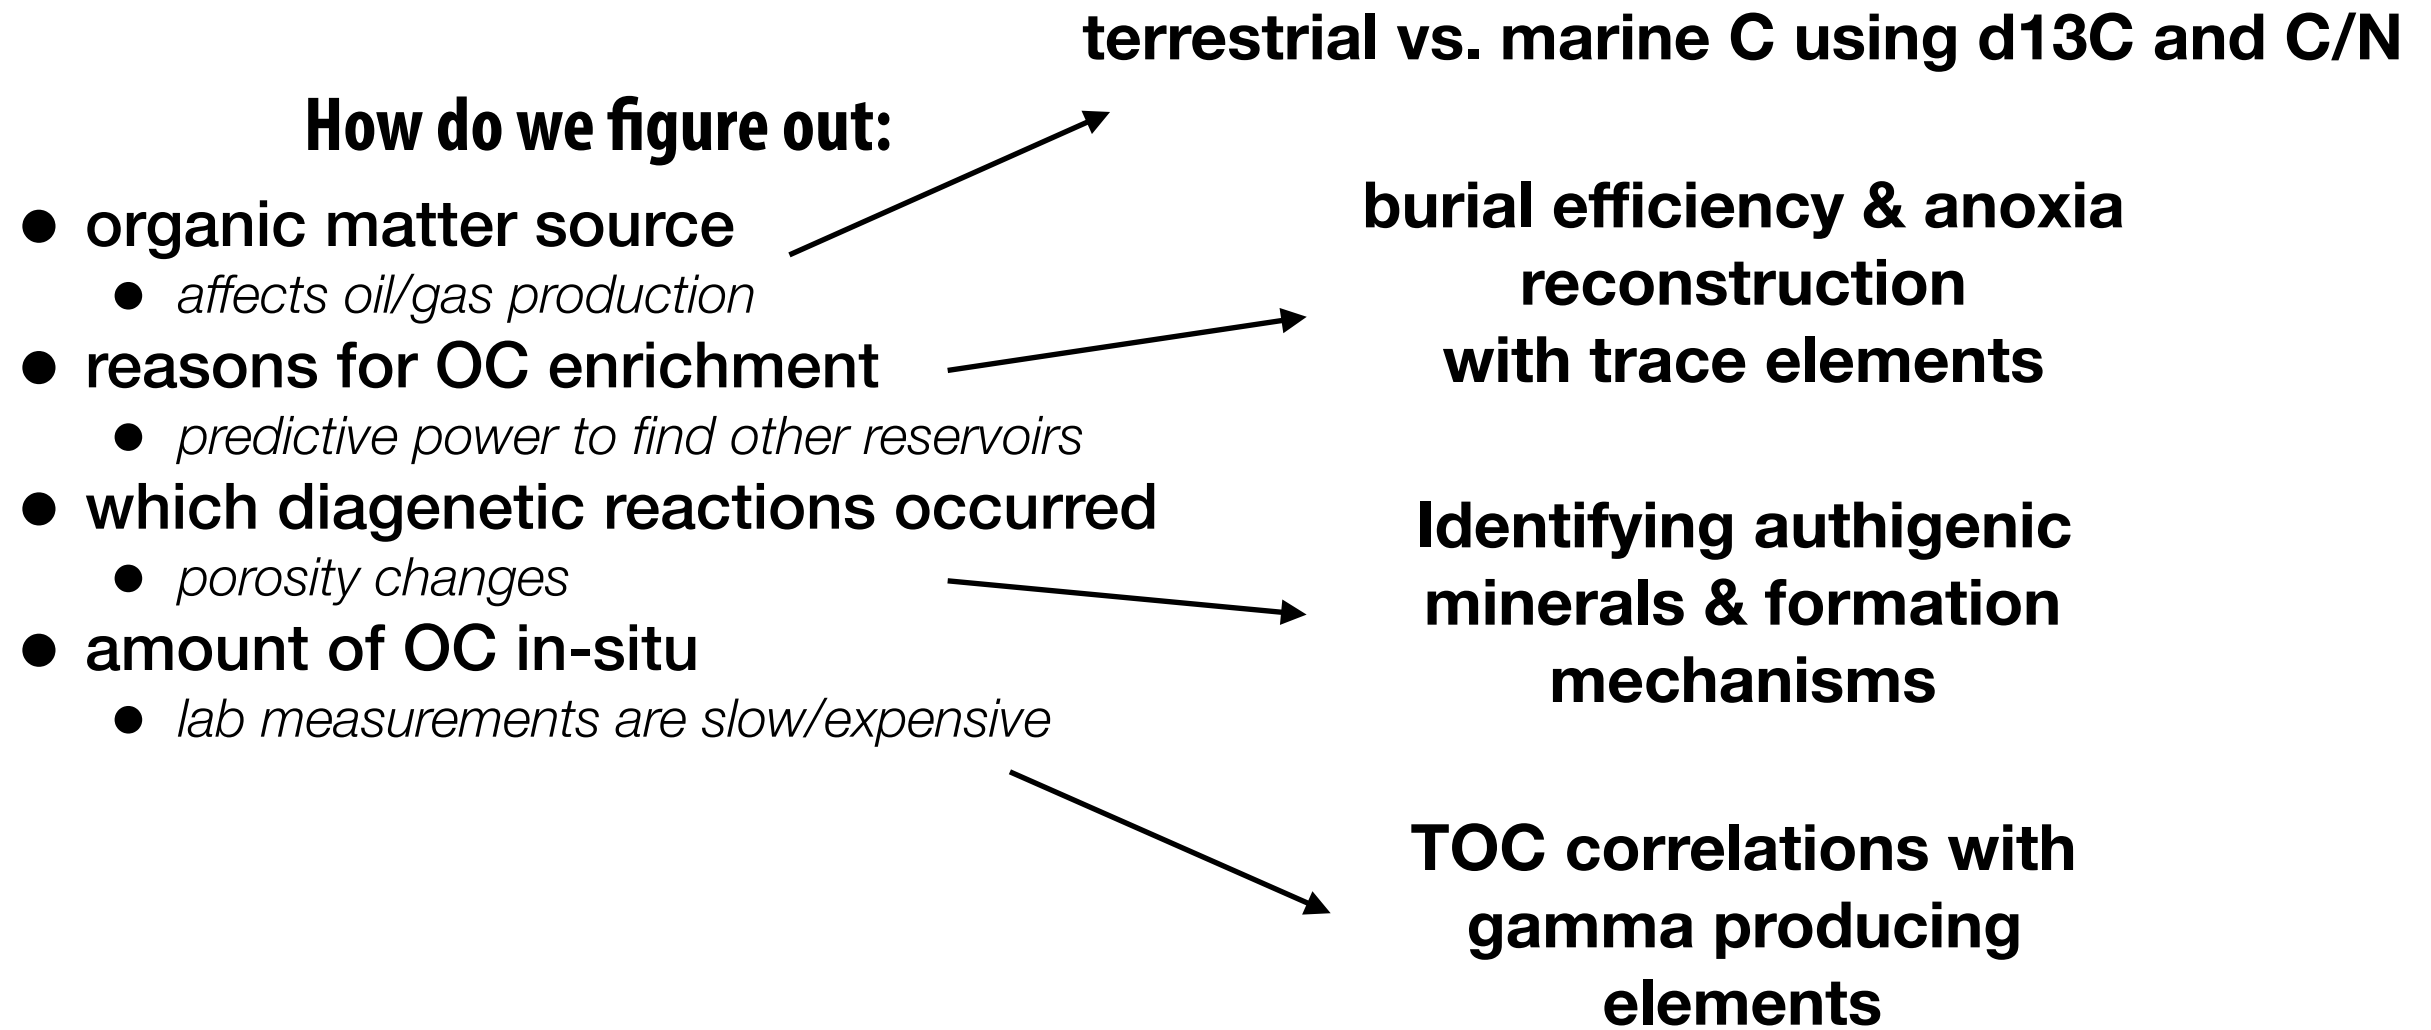 terrestrial vs. marine C using d13C and C/N
How do we figure out:
● organic matter source
● affects oil/gas production
● reasons for OC enrichment
● predictive power to find other reservoirs
● which diagenetic reactions occurred
● porosity changes
● amount of OC in-situ
● lab measurements are slow/expensive
burial efficiency & anoxia
reconstruction
with trace elements
Identifying authigenic
minerals & formation
mechanisms
TOC correlations with
gamma producing
elements